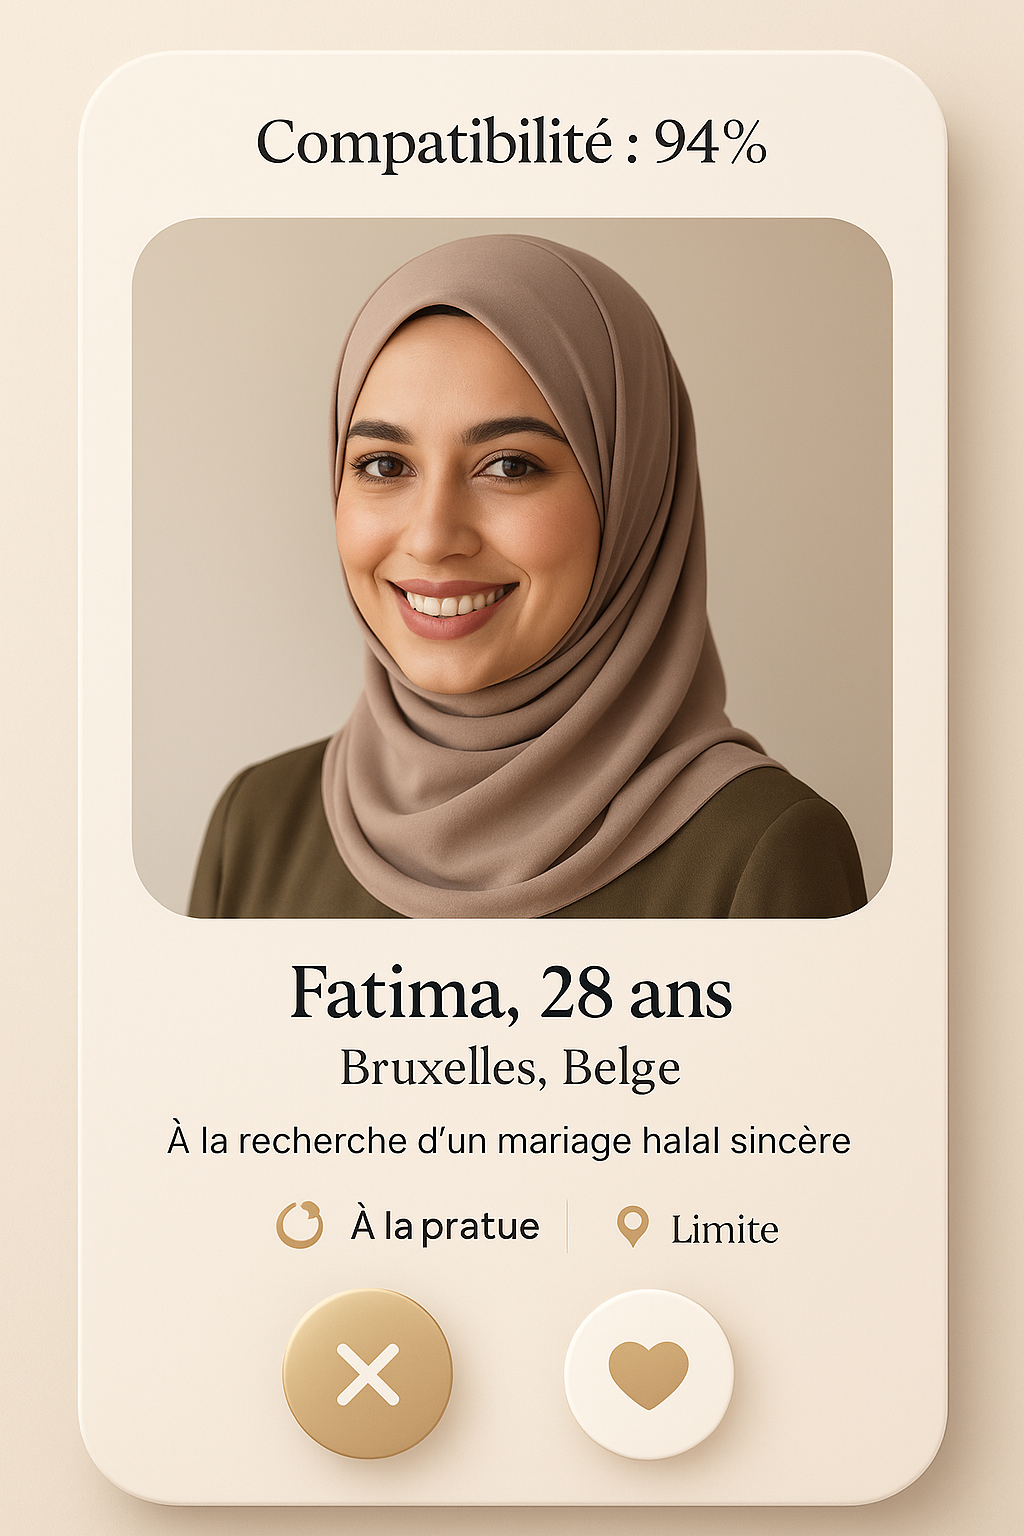 Compatibilité : 94%
Fatima, 28 ans
Bruxelles, Belge
À la recherche d’un mariage halal sincère
À la pratue
Limite